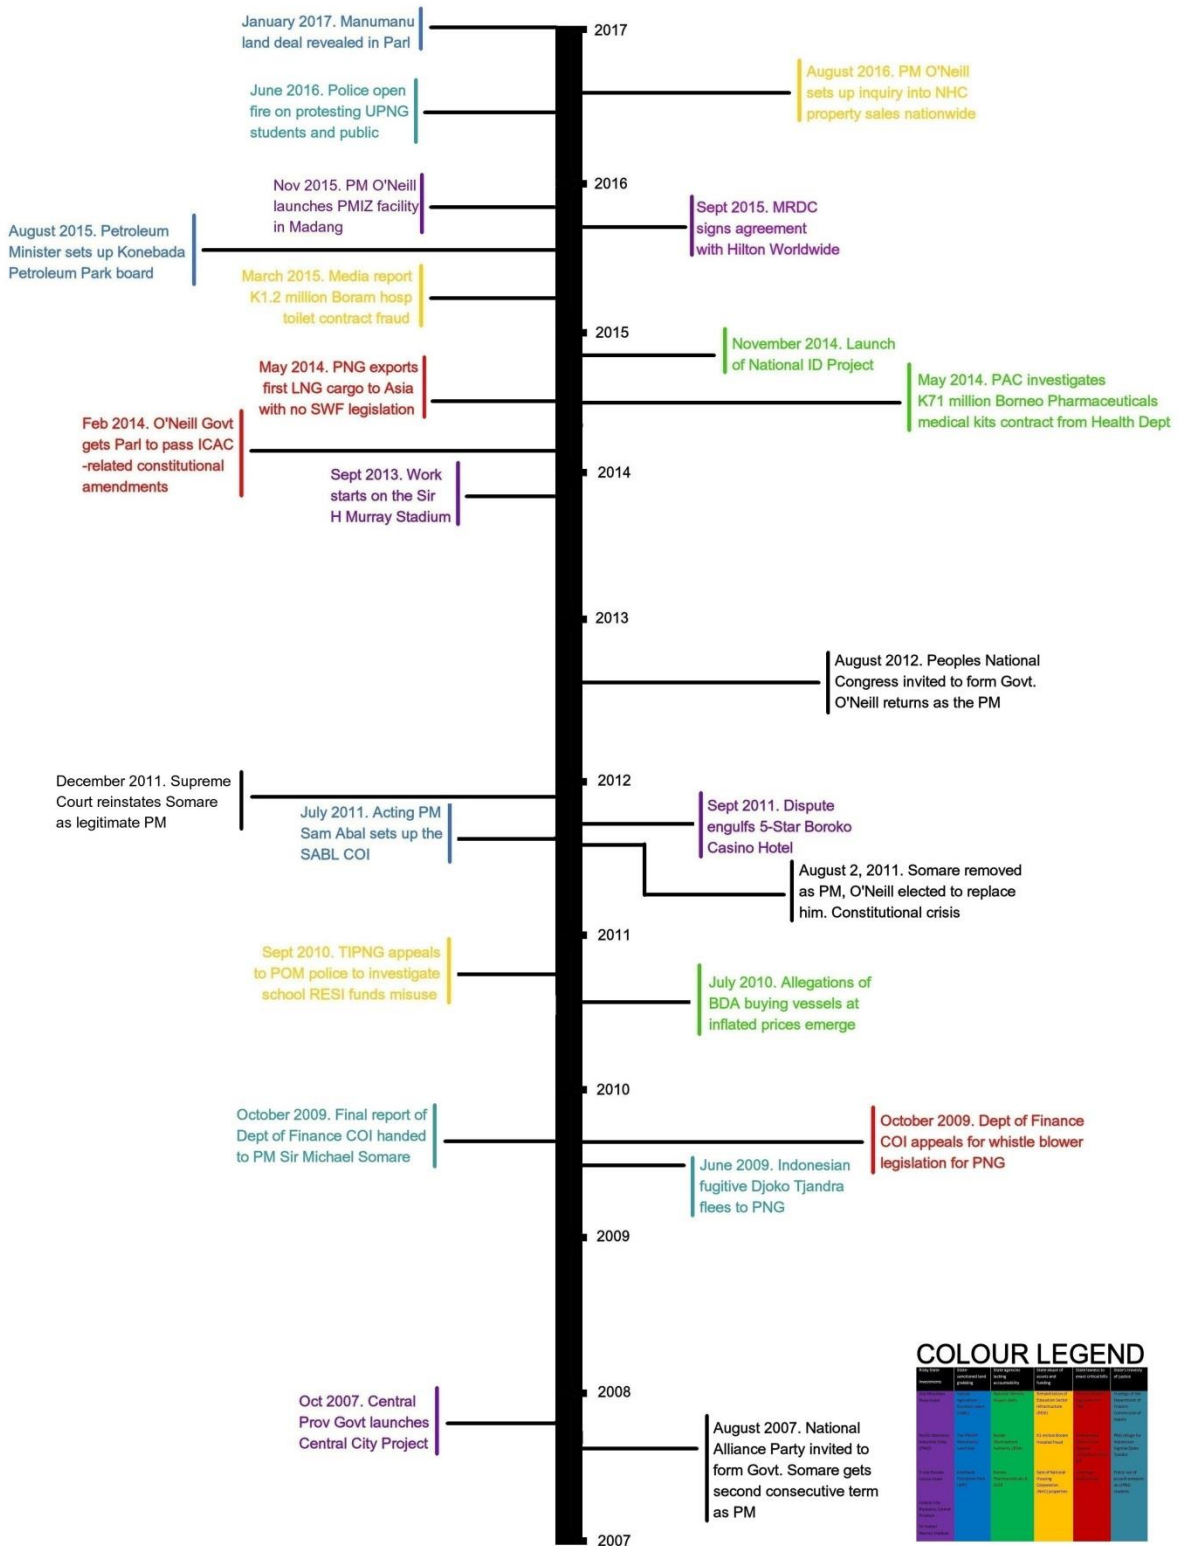 January 2017. Manumanu
land deal revealed in Parl
2017
August 2016. PM O'Neill
sets up inquiry into NHC
property sales nationwide
June 2016. Police open
fire on protesting UPNG
students and public
2016
Nov 2015. PM O'Neill
launches PMIZ facility
in Madang
Sept 2015. MRDC
signs agreement
with Hilton Worldwide
August 2015. Petroleum
Minister sets up Konebada
Petroleum Park board
March 2015. Media report
K1.2 million Boram hosp
toilet contract fraud
2015
November 2014. Launch
of National ID Project
May 2014. PNG exports
first LNG cargo to Asia
with no SWF legislation
May 2014. PAC investigates
K71 million Borneo Pharmaceuticals
medical kits contract from Health Dept
Feb 2014. O'Neill Govt
gets Parl to pass ICAC
-related constitutional
amendments
2014
Sept 2013. Work
starts on the Sir
H Murray Stadium
2013
August 2012. Peoples National
Congress invited to form Govt.
O'Neill returns as the PM
2012
December 2011. Supreme
Court reinstates Somare
as legitimate PM
Sept 2011. Dispute
engulfs 5-Star Boroko
Casino Hotel
July 2011. Acting PM
Sam Abal sets up the
SABL COI
August 2, 2011. Somare removed
as PM, O'Neill elected to replace
him. Constitutional crisis
2011
Sept 2010. TIPNG appeals
to POM police to investigate
school RESI funds misuse
July 2010. Allegations of
BDA buying vessels at
inflated prices emerge
2010
October 2009. Final report of
Dept of Finance COI handed
to PM Sir Michael Somare
October 2009. Dept of Finance
COI appeals for whistle blower
legislation for PNG
June 2009. Indonesian
fugitive Djoko Tjandra
flees to PNG
2009
2008
Oct 2007. Central
Prov Govt launches
Central City Project
August 2007. National
Alliance Party invited to
form Govt. Somare gets
second consecutive term
as PM
2007
COLOUR LEGEND